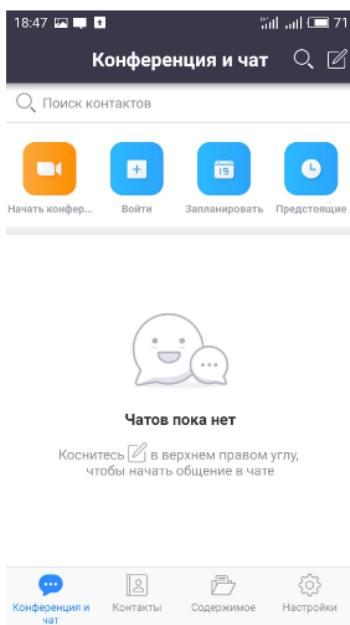 18:47 71
Конференция и чат
Поиск контактов
Начать конфер... Войти Запланировать Предстоящие
19
Чатов пока нет
Коснитесь в верхнем правом углу,
чтобы начать общение в чате
Конференция и чат Контакты Содержимое Настройки